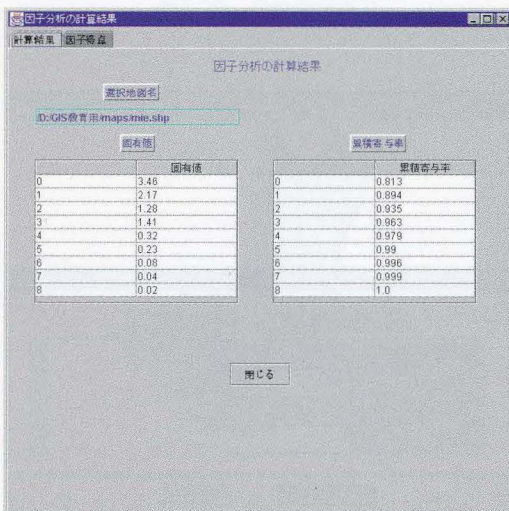 因子分析の計算結果
計算結果 因子得点
因子分析の計算結果
選択地図名
/D:/GIS教育用/maps/mie.shp
固有値 累積寄与率
固有値 累積寄与率
0 3.46 0 0.813
1 2.17 1 0.894
2 1.28 2 0.935
3 1.41 3 0.963
4 0.32 4 0.979
5 0.23 5 0.99
6 0.08 6 0.996
7 0.04 7 0.999
8 0.02 8 1.0
閉じる